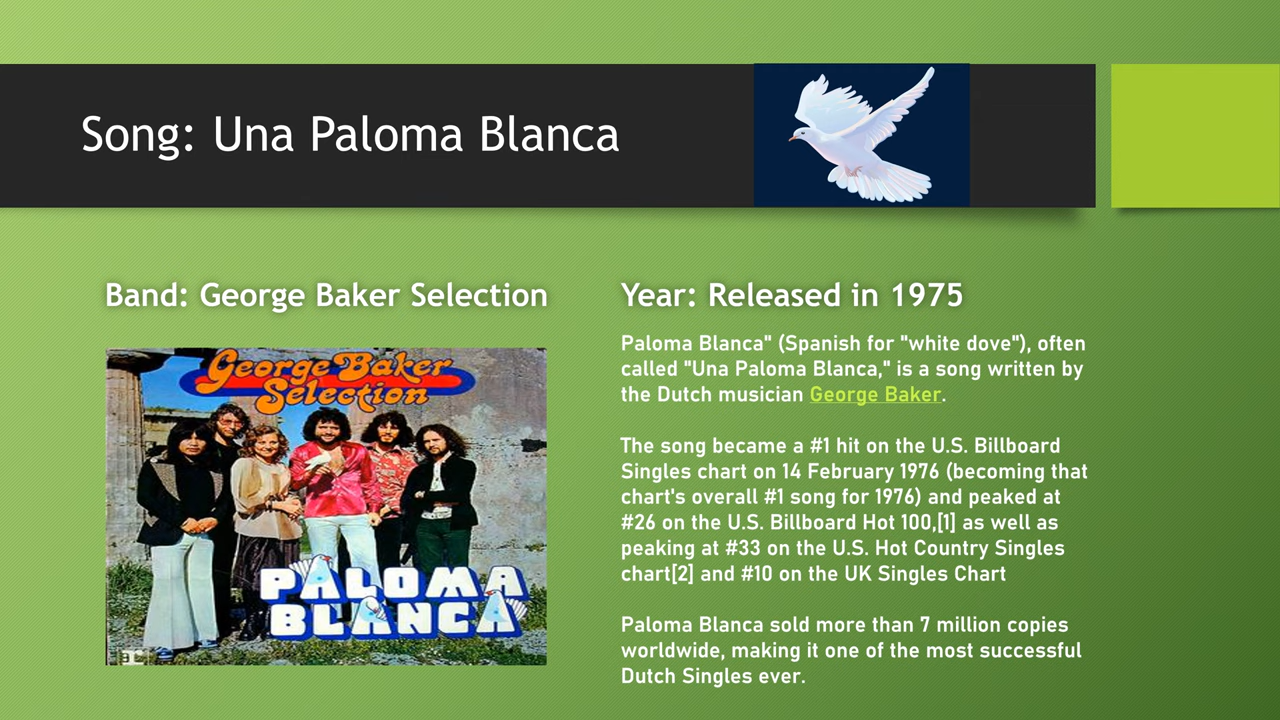 Song: Una Paloma Blanca
Band: George Baker Selection
George Baker
Selection
PALOMA
BLANCA
Year: Released in 1975
Paloma Blanca" (Spanish for "white dove"), often
called "Una Paloma Blanca," is a song written by
the Dutch musician George Baker.
The song became a #1 hit on the U.S. Billboard
Singles chart on 14 February 1976 (becoming that
chart's overall #1 song for 1976) and peaked at
#26 on the U.S. Billboard Hot 100,[1] as well as
peaking at #33 on the U.S. Hot Country Singles
chart[2] and #10 on the UK Singles Chart
Paloma Blanca sold more than 7 million copies
worldwide, making it one of the most successful
Dutch Singles ever.